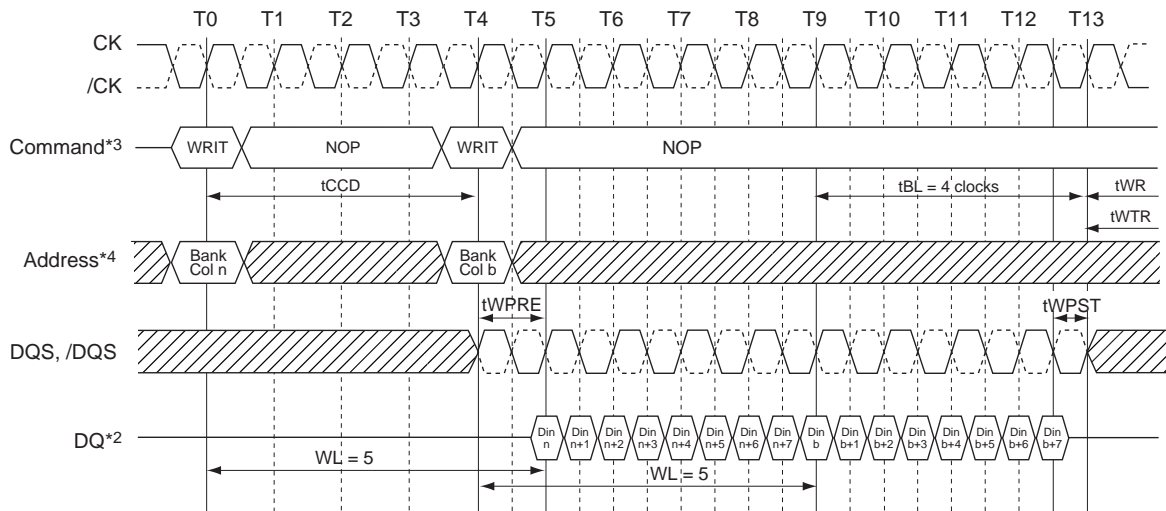 T0 T1 T2 T3 T4 T5 T6 T7 T8 T9 T10 T11 T12 T13
CK
/CK
Command*3 WRIT NOP WRIT NOP
tCCD tBL = 4 clocks tWR
tWTR
Address*4 Bank Col n Bank Col b
tWPRE tWPST
DQS, /DQS
DQ*2 Din n Din n+1 Din n+2 Din n+3 Din n+4 Din n+5 Din n+6 Din n+7 Din b Din b+1 Din b+2 Din b+3 Din b+4 Din b+5 Din b+6 Din b+7
WL = 5 WL = 5